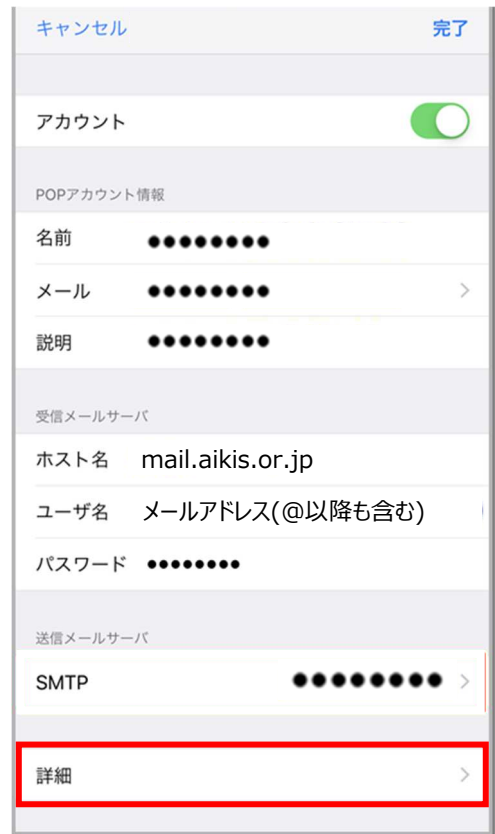 キャンセル 完了
アカウント
POPアカウント情報
名前 ●●●●●●●●
メール ●●●●●●●●
説明 ●●●●●●●●
受信メールサーバ
ホスト名 mail.aikis.or.jp
ユーザ名 メールアドレス(@以降も含む)
パスワード ●●●●●●●●
送信メールサーバ
SMTP ●●●●●●●●
詳細